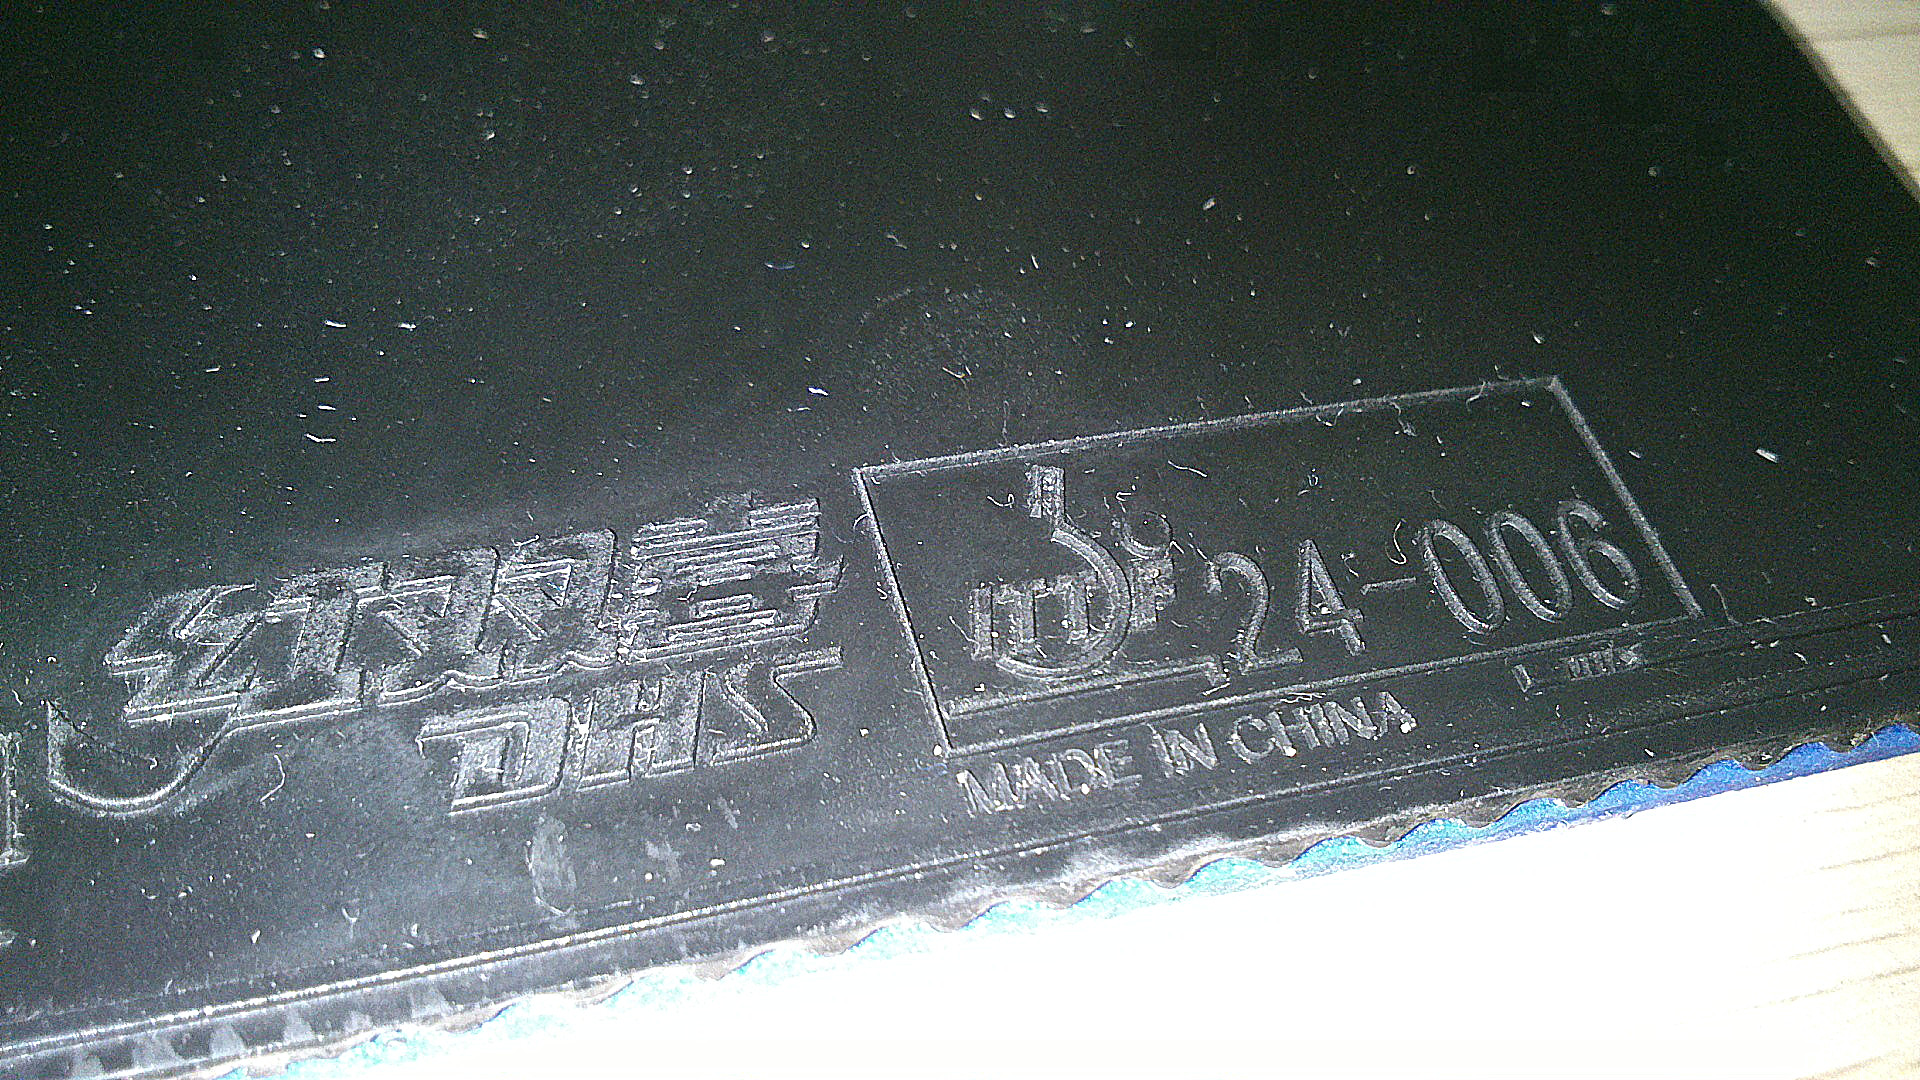 红双喜
DHS
ITTF
24-006
MADE IN CHINA